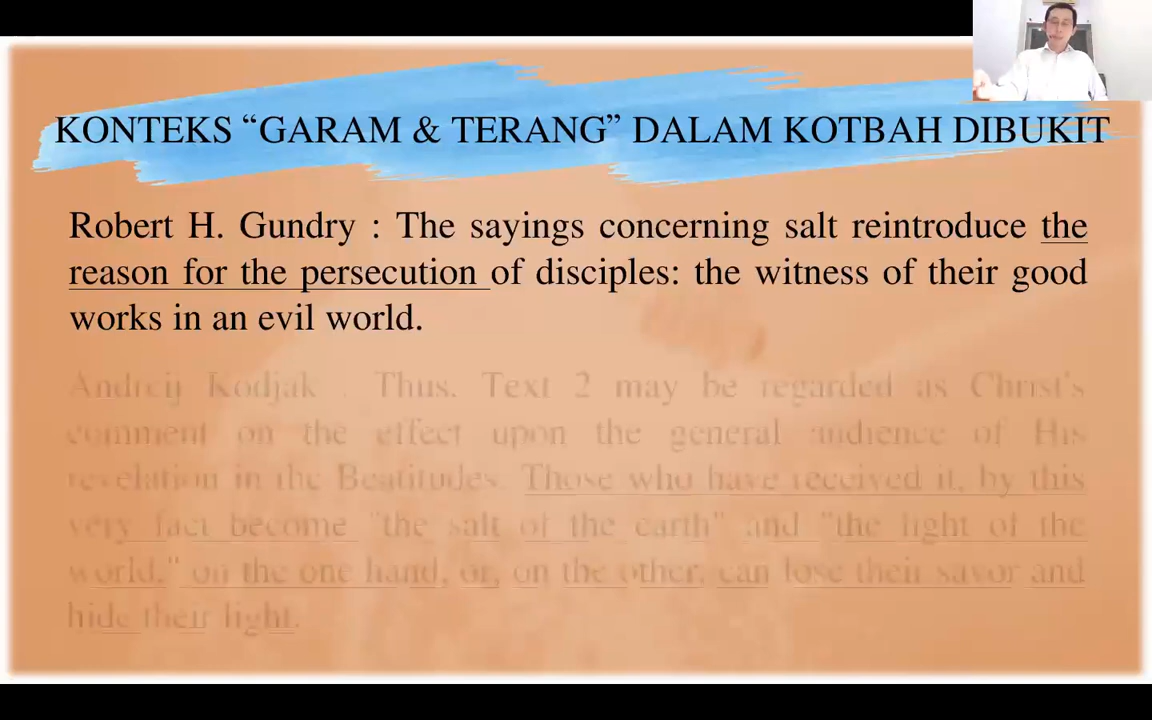 KONTEKS “GARAM & TERANG” DALAM KOTBAH DIBUKIT
Robert H. Gundry : The sayings concerning salt reintroduce the
reason for the persecution of disciples: the witness of their good
works in an evil world.
Andreij Kodjak : Thus, Text 2 may be regarded as Christ's
comment on the effect upon the general audience of His
revelation in the Beatitudes. Those who have received it, by this
very fact become "the salt of the earth" and "the light of the
world," on the one hand, or, on the other, can lose their savor and
hide their light.